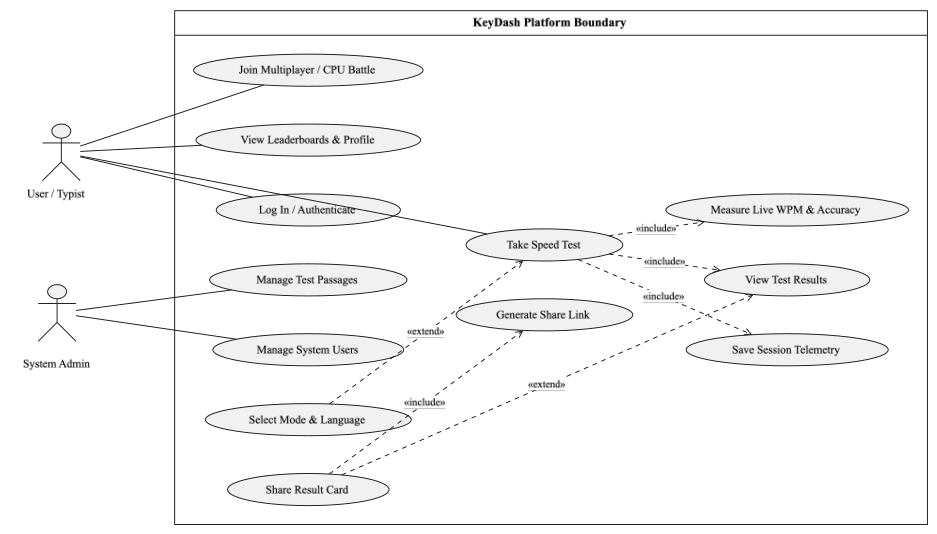 KeyDash Platform Boundary
Join Multiplayer / CPU Battle
View Leaderboards & Profile
User / Typist
Log In / Authenticate
Measure Live WPM & Accuracy
«include»
Take Speed Test
«include»
Manage Test Passages
View Test Results
«include»
Generate Share Link
«extend»
System Admin
Manage System Users
Save Session Telemetry
«extend»
«include»
Select Mode & Language
Share Result Card